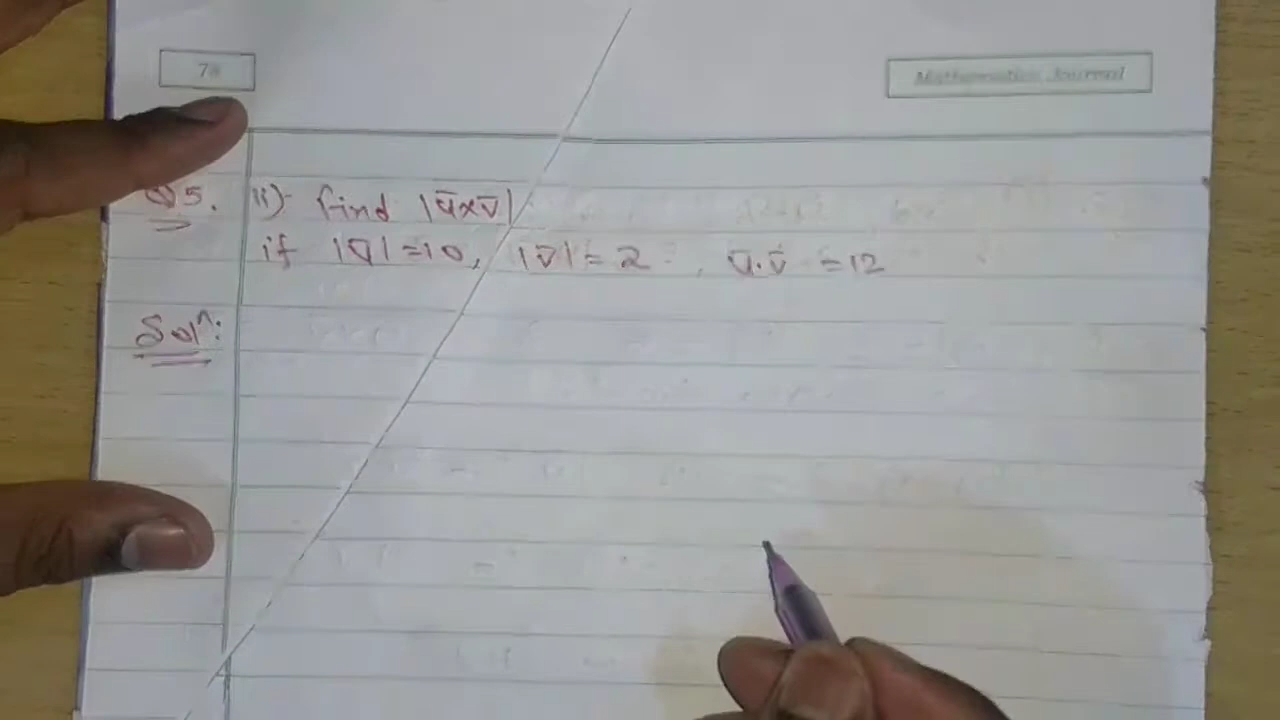 78
Mathematics Journal
Q5. ii) find |ū×v̄|
if |ū|=10, |v̄|=2, ū.v̄ =12
Solⁿ: